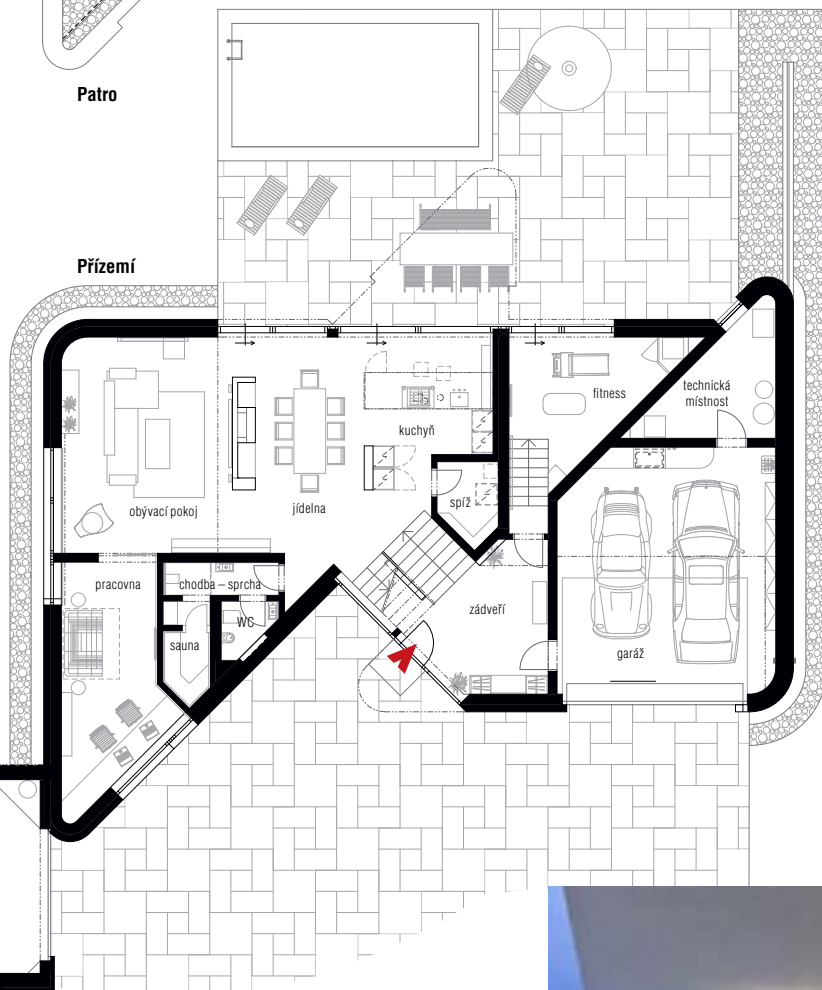 Patro
Přízemí
fitness
technická
místnost
kuchyň
spíž
obývací pokoj
jídelna
pracovna
chodba – sprcha
WC
sauna
zádveří
garáž